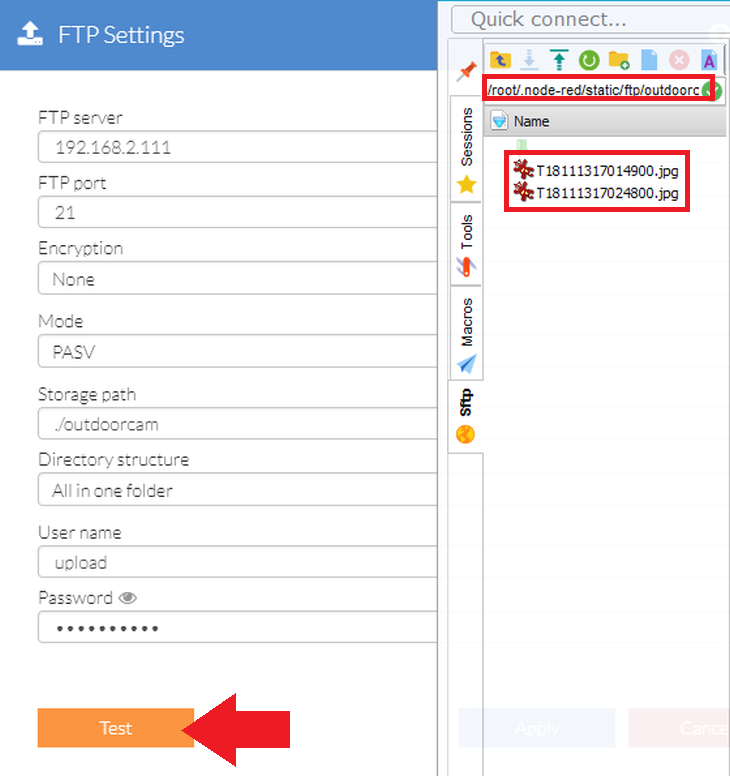 FTP Settings
FTP server
192.168.2.111
FTP port
21
Encryption
None
Mode
PASV
Storage path
./outdoorcam
Directory structure
All in one folder
User name
upload
Password
••••••••••
Test
Quick connect...
Sessions
Tools
Macros
Sftp
A
/root/.node-red/static/ftp/outdoorc
Name
T18111317014900.jpg
T18111317024800.jpg
Apply
Cance